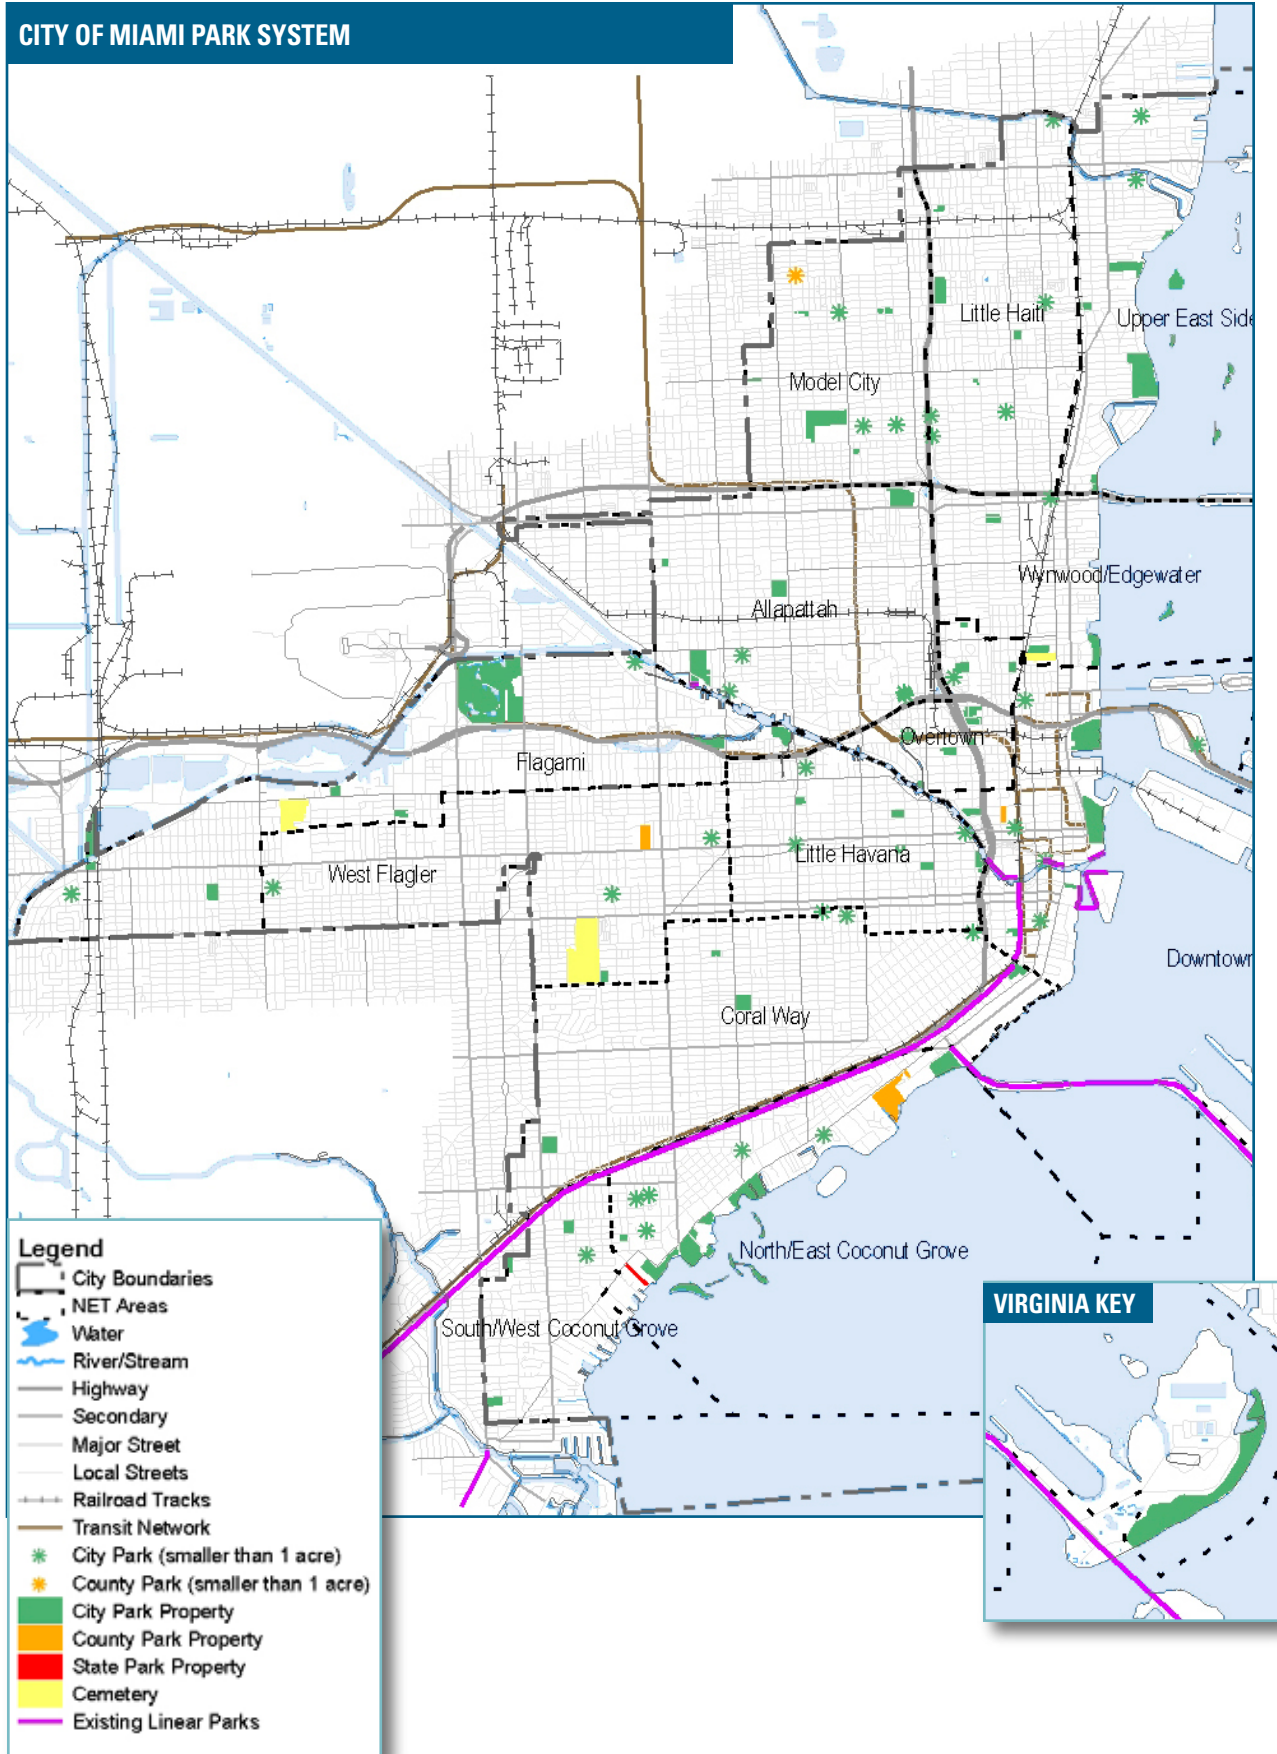 CITY OF MIAMI PARK SYSTEM
Little Haiti
Upper East Side
Model City
Wynwood/Edgewater
Allapattah
Overtown
Flagami
Little Havana
West Flagler
Downtown
Coral Way
North/East Coconut Grove
South/West Coconut Grove
VIRGINIA KEY
Legend
City Boundaries
NET Areas
Water
River/Stream
Highway
Secondary
Major Street
Local Streets
Railroad Tracks
Transit Network
City Park (smaller than 1 acre)
County Park (smaller than 1 acre)
City Park Property
County Park Property
State Park Property
Cemetery
Existing Linear Parks